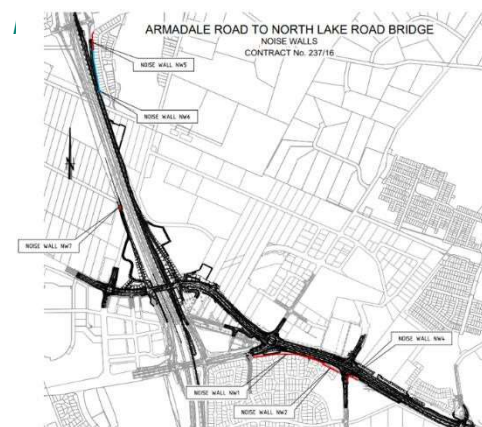 ARMADALE ROAD TO NORTH LAKE ROAD BRIDGE
NOISE WALLS
CONTRACT No. 237/16
NOISE WALL NW5
NOISE WALL NW6
NOISE WALL NW7
NOISE WALL NW4
NOISE WALL NW1
NOISE WALL NW2